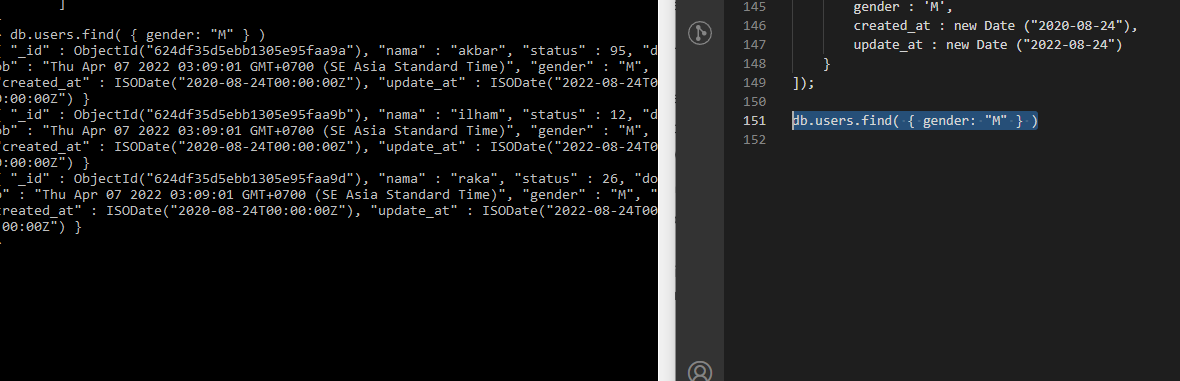 ]
db.users.find( { gender: "M" } )
"_id" : ObjectId("624df35d5ebb1305e95faa9a"), "nama" : "akbar", "status" : 95, "d
ob" : "Thu Apr 07 2022 03:09:01 GMT+0700 (SE Asia Standard Time)", "gender" : "M",
"created_at" : ISODate("2020-08-24T00:00:00Z"), "update_at" : ISODate("2022-08-24T0
0:00:00Z") }
"_id" : ObjectId("624df35d5ebb1305e95faa9b"), "nama" : "ilham", "status" : 12, "d
ob" : "Thu Apr 07 2022 03:09:01 GMT+0700 (SE Asia Standard Time)", "gender" : "M",
"created_at" : ISODate("2020-08-24T00:00:00Z"), "update_at" : ISODate("2022-08-24T0
0:00:00Z") }
"_id" : ObjectId("624df35d5ebb1305e95faa9d"), "nama" : "raka", "status" : 26, "do
b" : "Thu Apr 07 2022 03:09:01 GMT+0700 (SE Asia Standard Time)", "gender" : "M", "
created_at" : ISODate("2020-08-24T00:00:00Z"), "update_at" : ISODate("2022-08-24T00
:00:00Z") }
145 gender : 'M',
146 created_at : new Date ("2020-08-24"),
147 update_at : new Date ("2022-08-24")
148 }
149 ]);
150
151 db.users.find( { gender: "M" } )
152